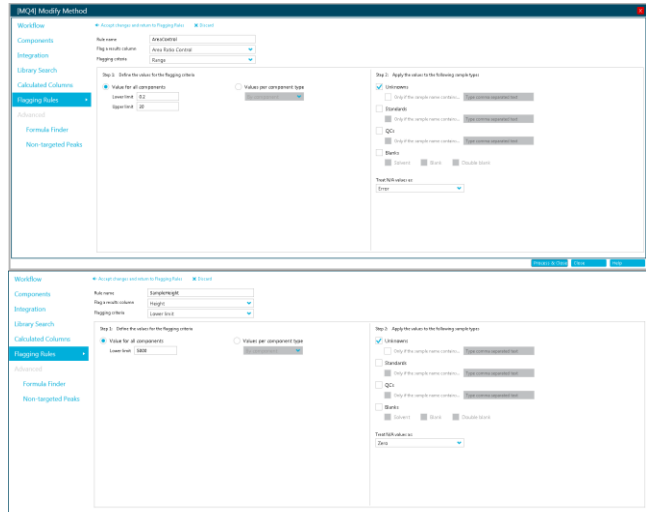 [MQ4] Modify Method
Workflow
Components
Integration
Library Search
Calculated Columns
Flagging Rules
Advanced
Formula Finder
Non-targeted Peaks
Accept changes and return to Flagging Rules Discard
Rule name AreaControl
Flag a results column Area Ratio Control
Flagging criteria Range
Step 1: Define the values for the flagging criteria
Value for all components Values per component type
Lower limit 0.2
Upper limit 20
Step 2: Apply the values to the following sample types
Unknowns
Only if the sample name contains... Type comma separated text
Standards
Only if the sample name contains... Type comma separated text
QCs
Only if the sample name contains... Type comma separated text
Blanks
Solvent Blank Double blank
Treat N/A values as:
Error
Process & Close Close Help
Workflow
Components
Integration
Library Search
Calculated Columns
Flagging Rules
Advanced
Formula Finder
Non-targeted Peaks
Accept changes and return to Flagging Rules Discard
Rule name SampleHeight
Flag a results column Height
Flagging criteria Lower limit
Step 1: Define the values for the flagging criteria
Value for all components Values per component type
Lower limit
Step 2: Apply the values to the following sample types
Unknowns
Only if the sample name contains... Type comma separated text
Standards
Only if the sample name contains... Type comma separated text
QCs
Only if the sample name contains... Type comma separated text
Blanks
Solvent Blank Double blank
Treat N/A values as:
Zero